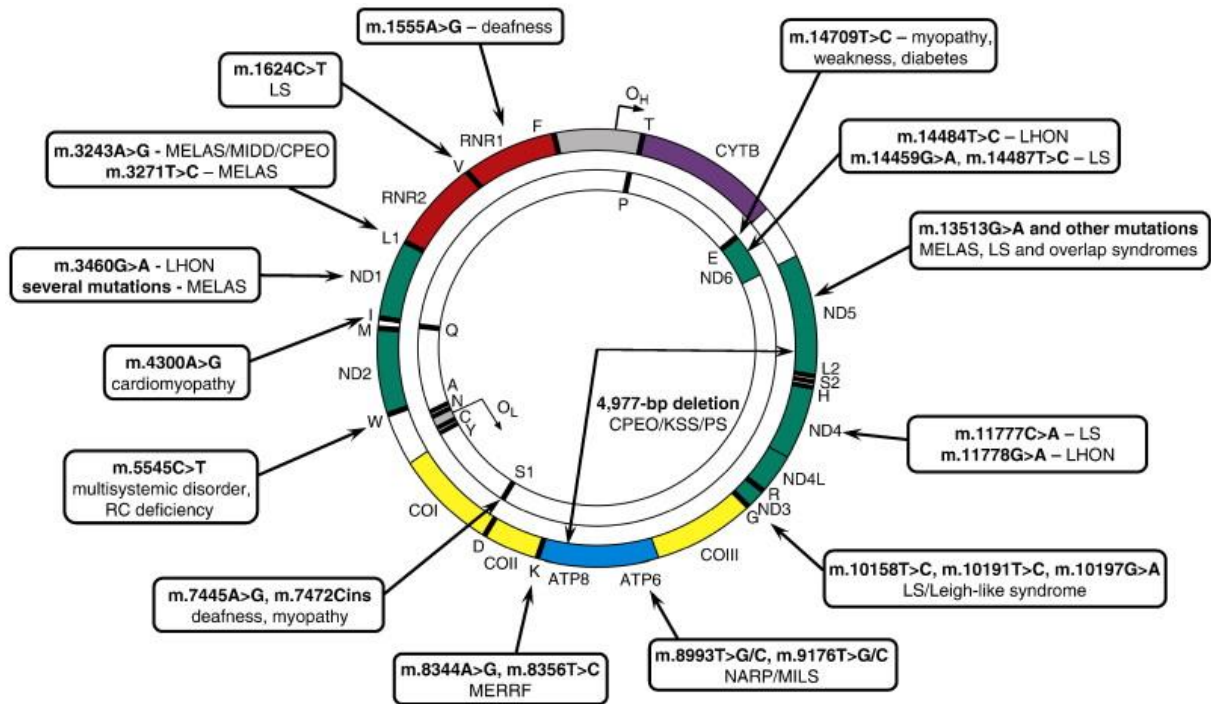 m.1555A>G – deafness
m.14709T>C – myopathy,
weakness, diabetes
m.1624C>T
LS
m.3243A>G - MELAS/MIDD/CPEO
m.3271T>C – MELAS
m.14484T>C – LHON
m.14459G>A, m.14487T>C – LS
m.13513G>A and other mutations
MELAS, LS and overlap syndromes
m.3460G>A - LHON
several mutations - MELAS
m.4300A>G
cardiomyopathy
m.5545C>T
multisystemic disorder,
RC deficiency
m.11777C>A – LS
m.11778G>A – LHON
m.7445A>G, m.7472Cins
deafness, myopathy
m.10158T>C, m.10191T>C, m.10197G>A
LS/Leigh-like syndrome
m.8344A>G, m.8356T>C
MERRF
m.8993T>G/C, m.9176T>G/C
NARP/MILS
4,977-bp deletion
CPEO/KSS/PS
OH
F
T
RNR1
CYTB
V
RNR2
P
L1
E
ND6
ND1
ND5
I
M
Q
ND2
L2
S2
H
A
N
C
Y
OL
W
ND4
S1
ND4L
R
ND3
G
COI
D
COII
K
ATP8
ATP6
COIII